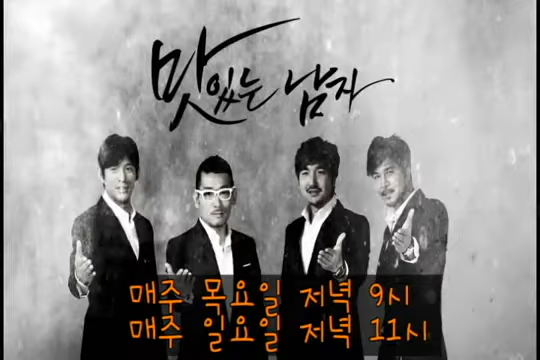 맛있는 남자
매주 목요일 저녁 9시
매주 일요일 저녁 11시